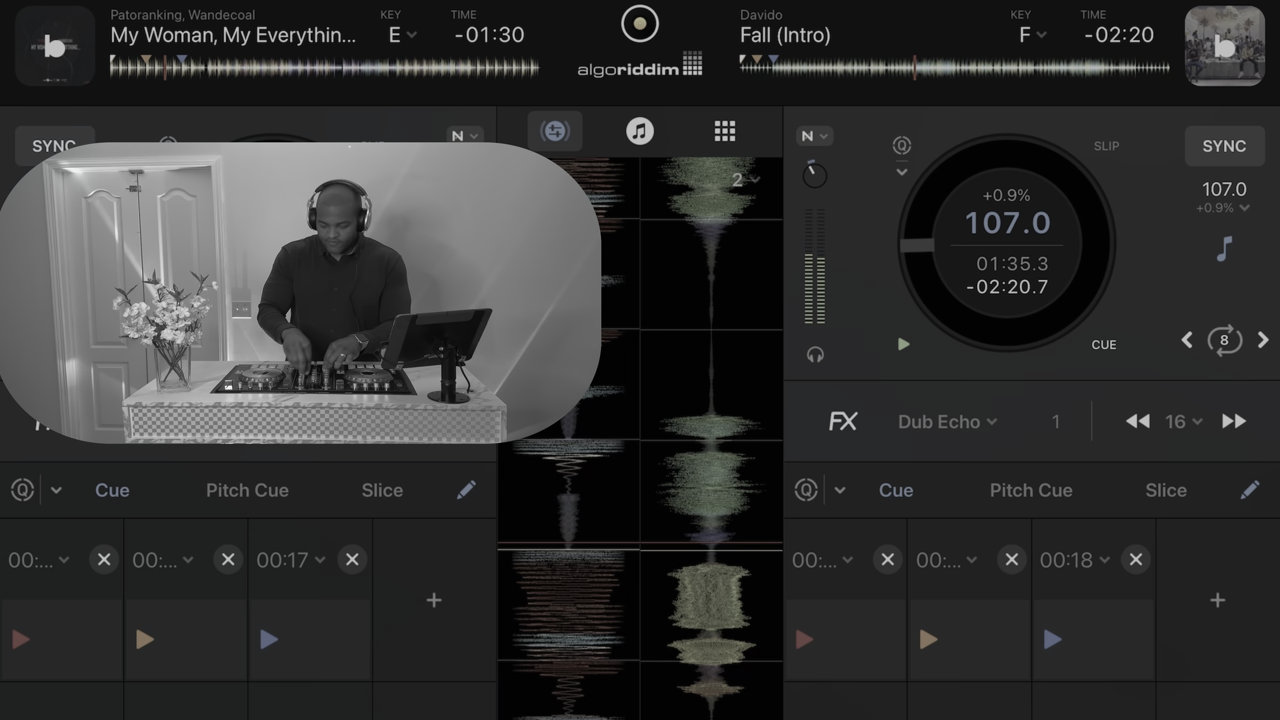 Patoranking, Wandecoal
My Woman, My Everythin...
KEY
E
TIME
-01:30
algoriddim
Davido
Fall (Intro)
KEY
F
TIME
-02:20
b
b
SYNC
N
2
N
SLIP
SYNC
+0.9%
107.0
01:35.3
-02:20.7
107.0
+0.9%
CUE
8
FX
Dub Echo
1
16
Q
Cue
Pitch Cue
Slice
Q
Cue
Pitch Cue
Slice
00:...
00:...
00:17
00:...
00:...
00:18